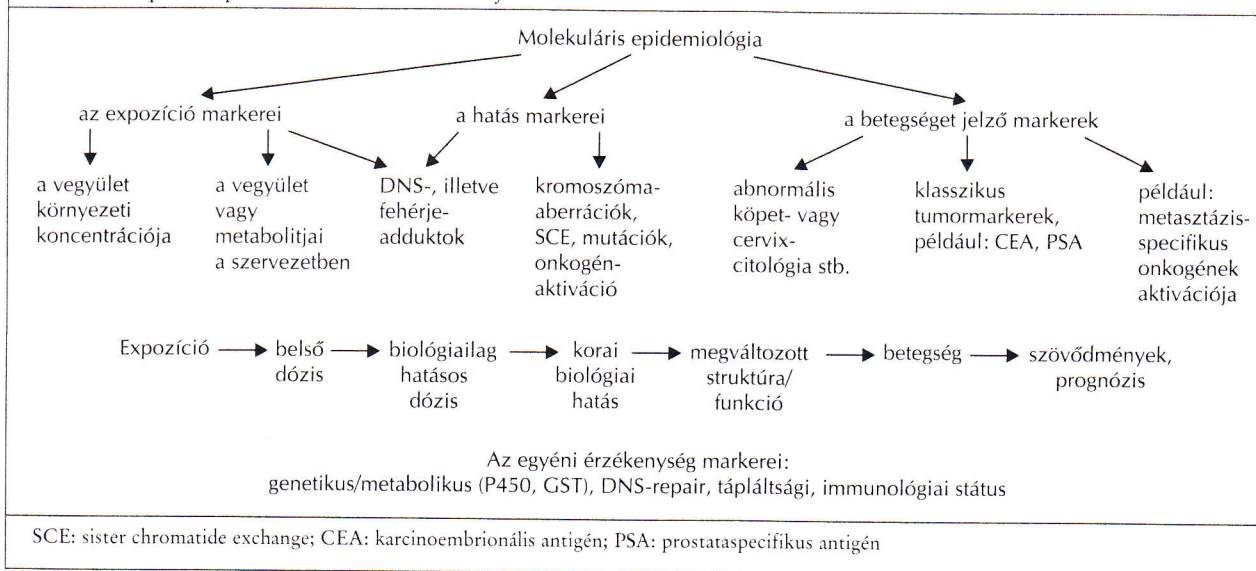 Molekuláris epidemiológia
az expozíció markerei
a hatás markerei
a betegséget jelző markerek
a vegyület
környezeti
koncentrációja
a vegyület
vagy
metabolitjai
a szervezetben
DNS-, illetve
fehérje-
adduktok
kromoszóma-
aberrációk,
SCE, mutációk,
onkogén-
aktiváció
abnormális
köpet- vagy
cervix-
citológia stb.
klasszikus
tumormarkerek,
például: CEA, PSA
például:
metasztázis-
specifikus
onkogének
aktivációja
Expozíció
belső
dózis
biológiailag
hatásos
dózis
korai
biológiai
hatás
megváltozott
struktúra/
funkció
betegség
szövődmények,
prognózis
Az egyéni érzékenység markerei:
genetikus/metabolikus (P450, GST), DNS-repair, tápláltsági, immunológiai státus
SCE: sister chromatide exchange; CEA: karcinoembrionális antigén; PSA: prostataspecifikus antigén